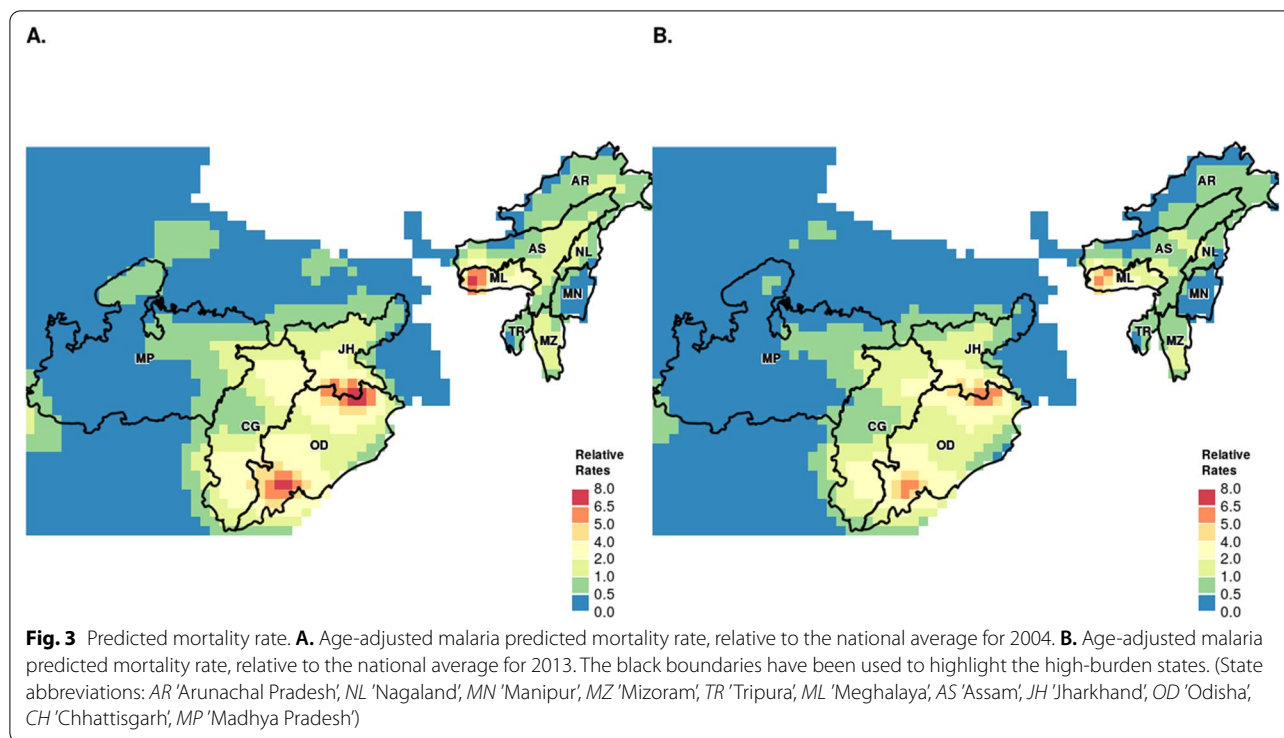 A.
B.
AR
AS
NL
ML
MN
TR
MZ
MP
JH
CG
OD
Relative
Rates
8.0
6.5
5.0
4.0
2.0
1.0
0.5
0.0
AR
AS
NL
ML
MN
TR
MZ
MP
JH
CG
OD
Relative
Rates
8.0
6.5
5.0
4.0
2.0
1.0
0.5
0.0
Fig. 3 Predicted mortality rate. A. Age-adjusted malaria predicted mortality rate, relative to the national average for 2004. B. Age-adjusted malaria
predicted mortality rate, relative to the national average for 2013. The black boundaries have been used to highlight the high-burden states. (State
abbreviations: AR 'Arunachal Pradesh', NL 'Nagaland', MN 'Manipur', MZ 'Mizoram', TR 'Tripura', ML 'Meghalaya', AS 'Assam', JH 'Jharkhand', OD 'Odisha',
CH 'Chhattisgarh', MP 'Madhya Pradesh')